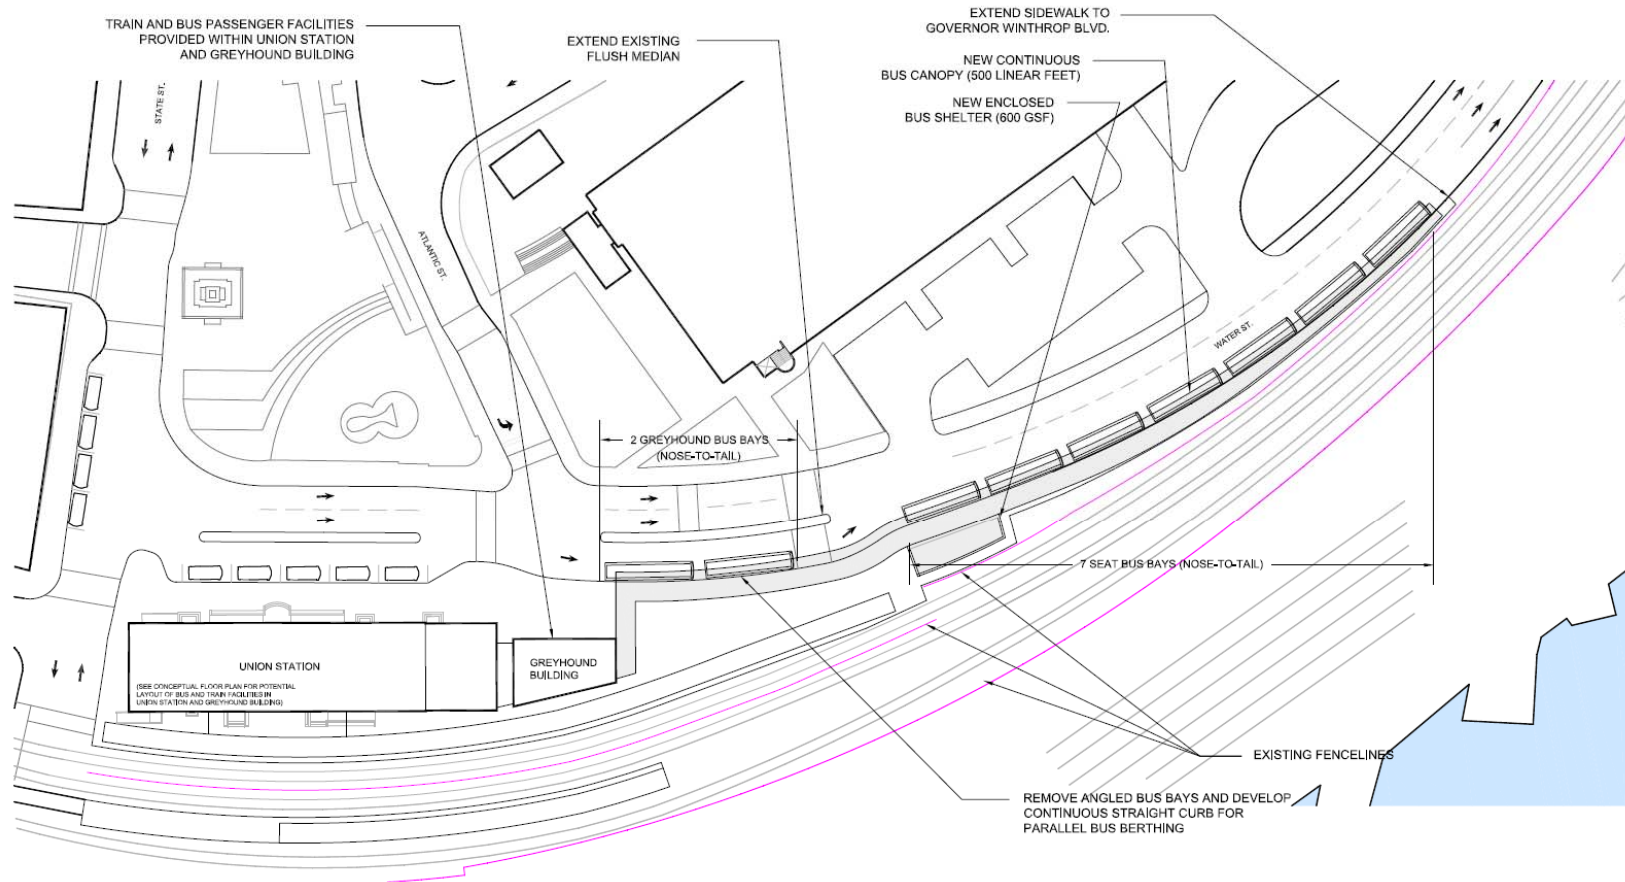 TRAIN AND BUS PASSENGER FACILITIES
PROVIDED WITHIN UNION STATION
AND GREYHOUND BUILDING
EXTEND EXISTING
FLUSH MEDIAN
EXTEND SIDEWALK TO
GOVERNOR WINTHROP BLVD.
NEW CONTINUOUS
BUS CANOPY (500 LINEAR FEET)
NEW ENCLOSED
BUS SHELTER (600 GSF)
STATE ST.
ATLANTIC ST.
WATER ST.
2 GREYHOUND BUS BAYS
(NOSE-TO-TAIL)
7 SEAT BUS BAYS (NOSE-TO-TAIL)
UNION STATION
(SEE CONCEPTUAL FLOOR PLAN FOR POTENTIAL
LAYOUT OF BUS AND TRAIN FACILITIES IN
UNION STATION AND GREYHOUND BUILDING)
GREYHOUND
BUILDING
EXISTING FENCELINES
REMOVE ANGLED BUS BAYS AND DEVELOP
CONTINUOUS STRAIGHT CURB FOR
PARALLEL BUS BERTHING